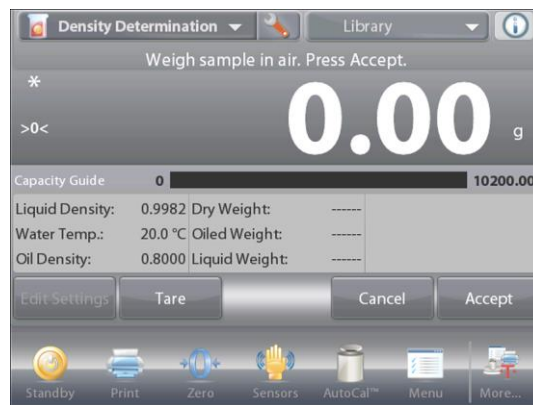 Density Determination Library
Weigh sample in air. Press Accept.
*
>0< 0.00 g
Capacity Guide 0 10200.00
Liquid Density: 0.9982 Dry Weight: ------
Water Temp.: 20.0 °C Oiled Weight: ------
Oil Density: 0.8000 Liquid Weight: ------
Edit Settings Tare Cancel Accept
Standby Print Zero Sensors AutoCal™ Menu More...